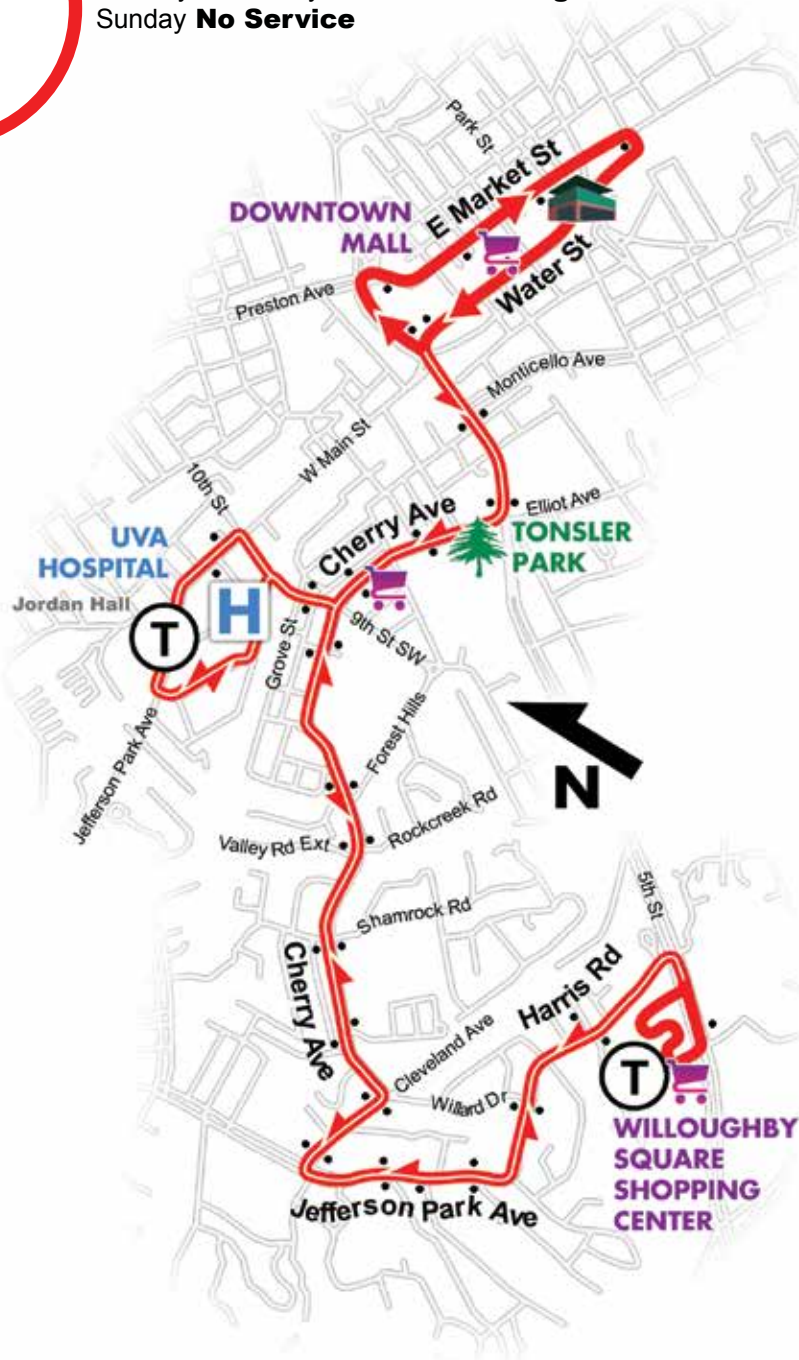 Sunday No Service
Park St
E Market St
DOWNTOWN
MALL
Water St
Preston Ave
Monticello Ave
W Main St
10th St
Elliot Ave
Cherry Ave
TONSLER
PARK
UVA
HOSPITAL
Jordan Hall
H
T
Grove St
9th St SW
Jefferson Park Ave
Forest Hills
N
Valley Rd Ext
Rockcreek Rd
Shamrock Rd
5th St
Cherry Ave
Harris Rd
Cleveland Ave
Willard Dr
T
WILLOUGHBY
SQUARE
SHOPPING
CENTER
Jefferson Park Ave